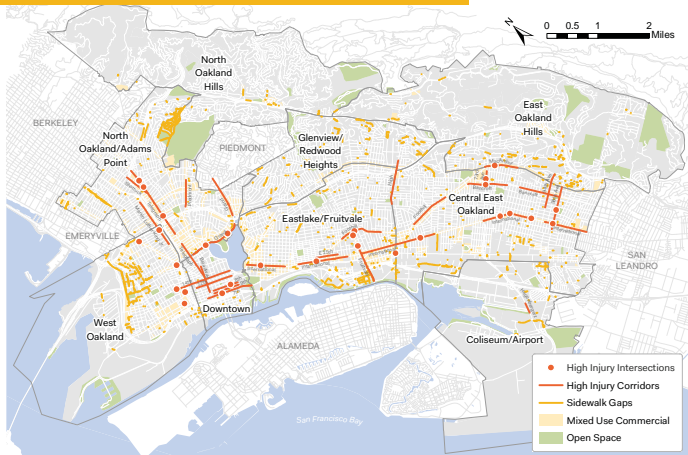 N
0 0.5 1 2
Miles
North
Oakland
Hills
BERKELEY
East
Oakland
Hills
North
Oakland/Adams
Point
PIEDMONT
Glenview/
Redwood
Heights
Central East
Oakland
Eastlake/Fruitvale
EMERYVILLE
SAN
LEANDRO
International
West
Oakland
Downtown
Coliseum/Airport
ALAMEDA
San Francisco Bay
High Injury Intersections
High Injury Corridors
Sidewalk Gaps
Mixed Use Commercial
Open Space